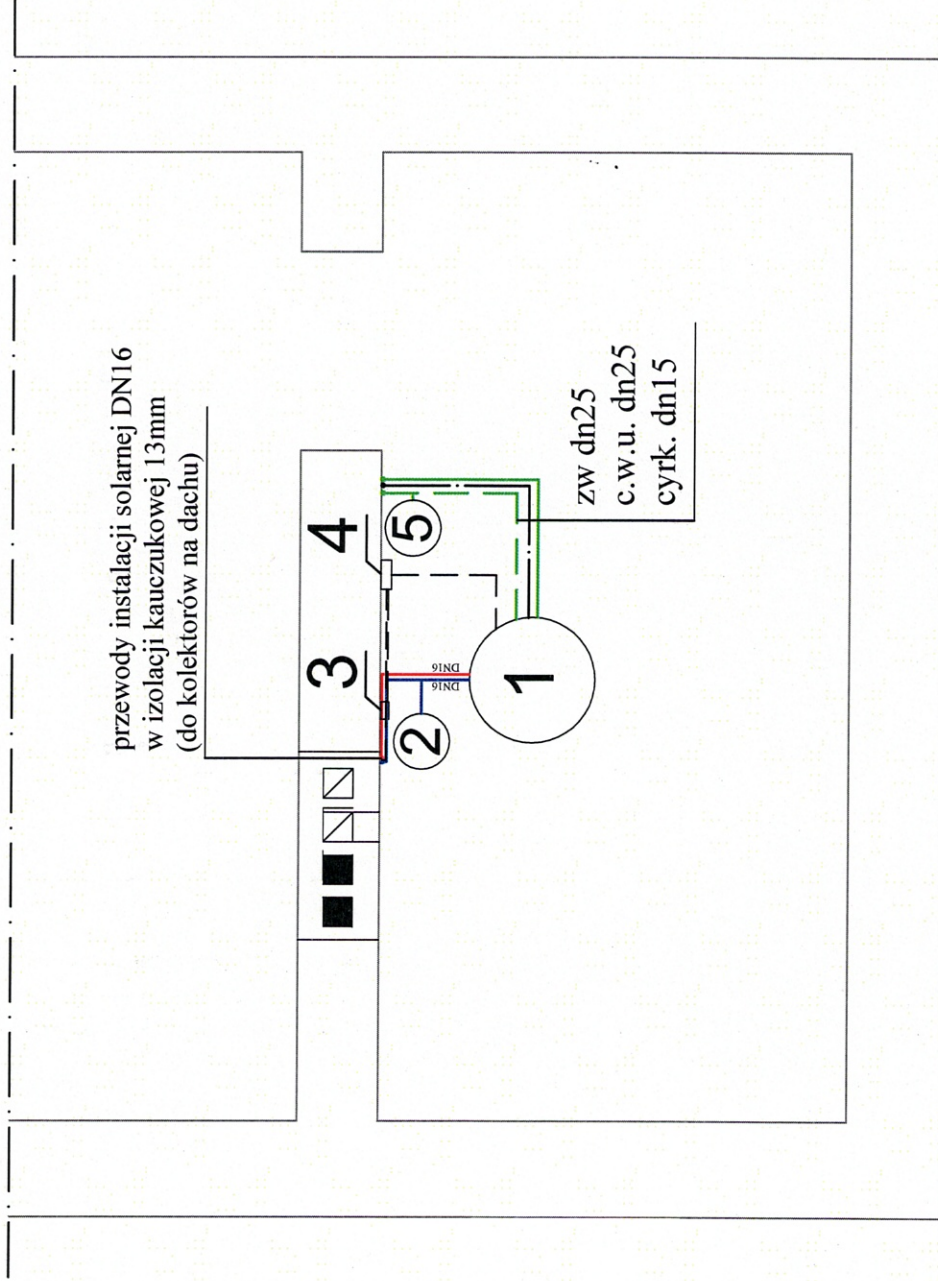 przewody instalacji solarnej DN16
w izolacji kauczukowej 13mm
(do kolektorów na dachu)
3
4
2
5
DN16
DN16
1
zw dn25
c.w.u. dn25
cyrk. dn15